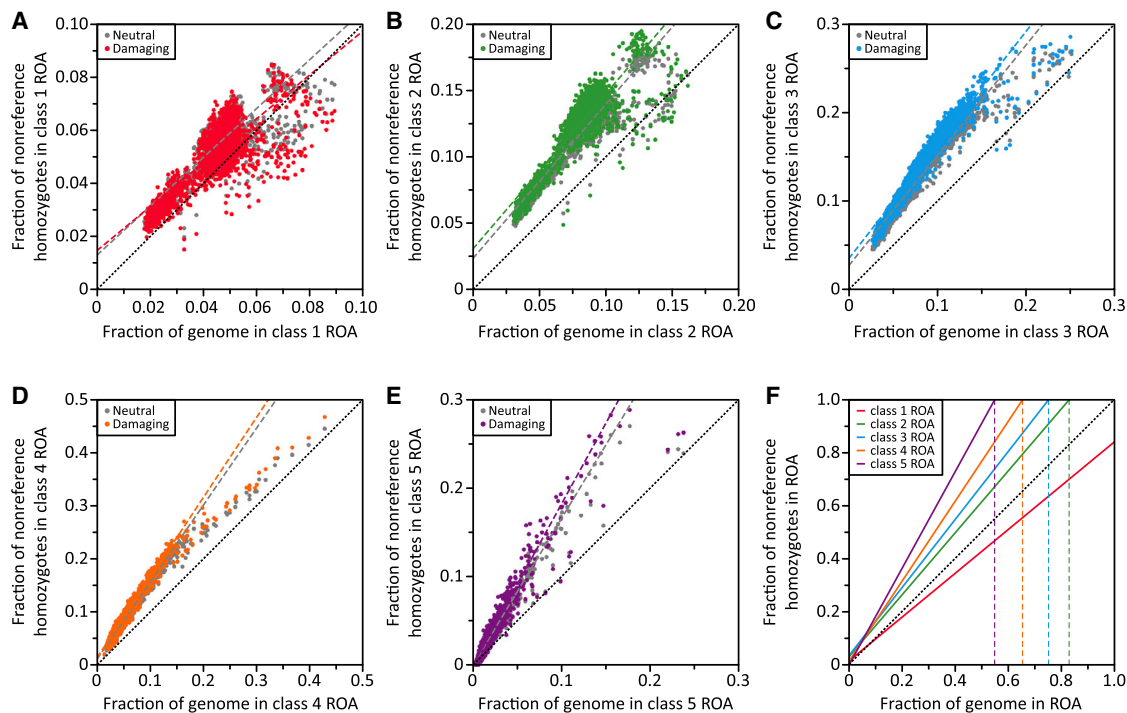 A
Neutral
Damaging
Fraction of nonreference
homozygotes in class 1 ROA
0.10
0.08
0.06
0.04
0.02
0
0
0.02
0.04
0.06
0.08
0.10
Fraction of genome in class 1 ROA
B
Neutral
Damaging
Fraction of nonreference
homozygotes in class 2 ROA
0.20
0.15
0.10
0.05
0
0
0.05
0.10
0.15
0.20
Fraction of genome in class 2 ROA
C
Neutral
Damaging
Fraction of nonreference
homozygotes in class 3 ROA
0.3
0.2
0.1
0
0
0.1
0.2
0.3
Fraction of genome in class 3 ROA
D
Neutral
Damaging
Fraction of nonreference
homozygotes in class 4 ROA
0.5
0.4
0.3
0.2
0.1
0
0
0.1
0.2
0.3
0.4
0.5
Fraction of genome in class 4 ROA
E
Neutral
Damaging
Fraction of nonreference
homozygotes in class 5 ROA
0.3
0.2
0.1
0
0
0.1
0.2
0.3
Fraction of genome in class 5 ROA
F
class 1 ROA
class 2 ROA
class 3 ROA
class 4 ROA
class 5 ROA
Fraction of nonreference
homozygotes in ROA
1.0
0.8
0.6
0.4
0.2
0
0
0.2
0.4
0.6
0.8
1.0
Fraction of genome in ROA